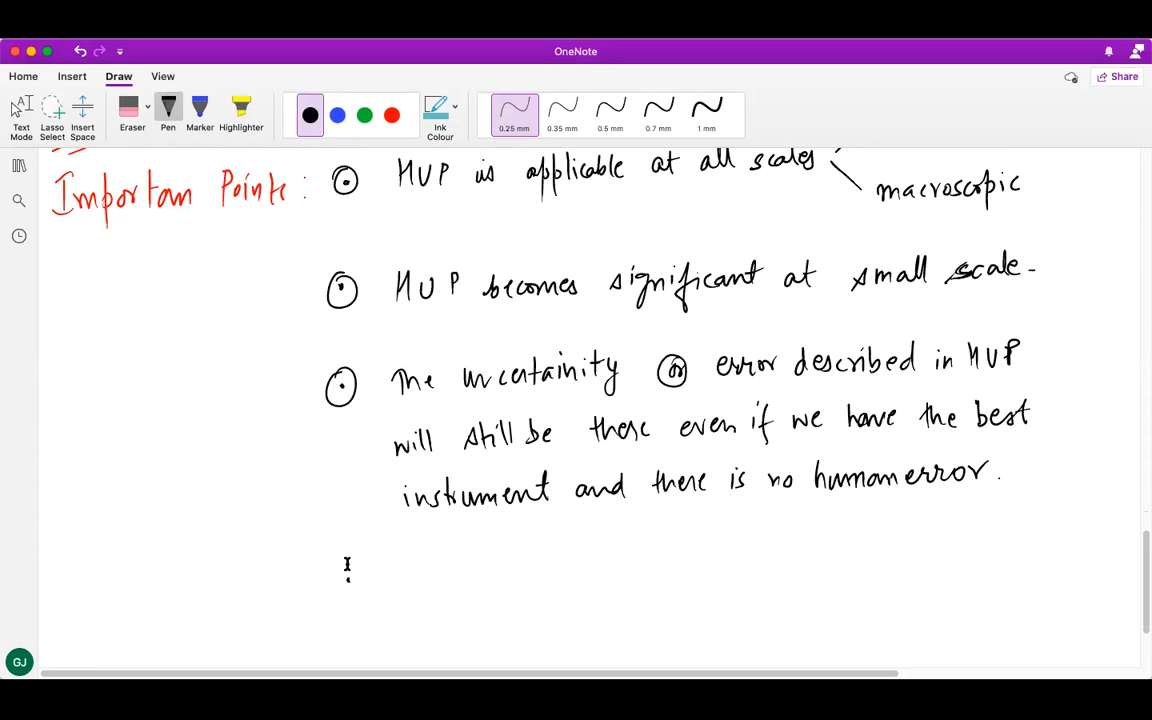 OneNote
Home Insert Draw View
Share
Text Mode
Lasso Select
Insert Space
Eraser
Pen
Marker
Highlighter
Ink Colour
0.25 mm
0.35 mm
0.5 mm
0.7 mm
1 mm
Importan Points :
HUP is applicable at all scales
macroscopic
HUP becomes significant at small scale
The uncertainity or error described in HUP
will still be there even if we have the best
instrument and there is no human error.
GJ